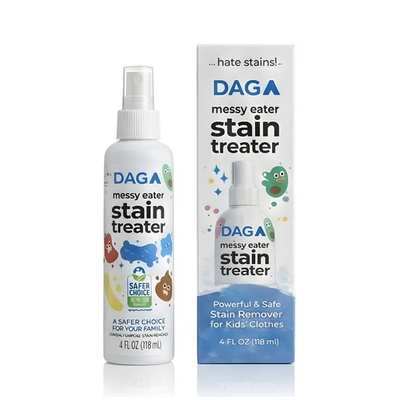 ... hate stains!..
DAGA
messy eater
stain
treater
DAGA
messy eater
stain
treater
Powerful & Safe
Stain Remover
for Kids' Clothes
4 FL OZ (118 ml)
DAGA
messy eater
stain
treater
SAFER
CHOICE
A SAFER CHOICE
FOR YOUR FAMILY
4 FL OZ (118 mL)